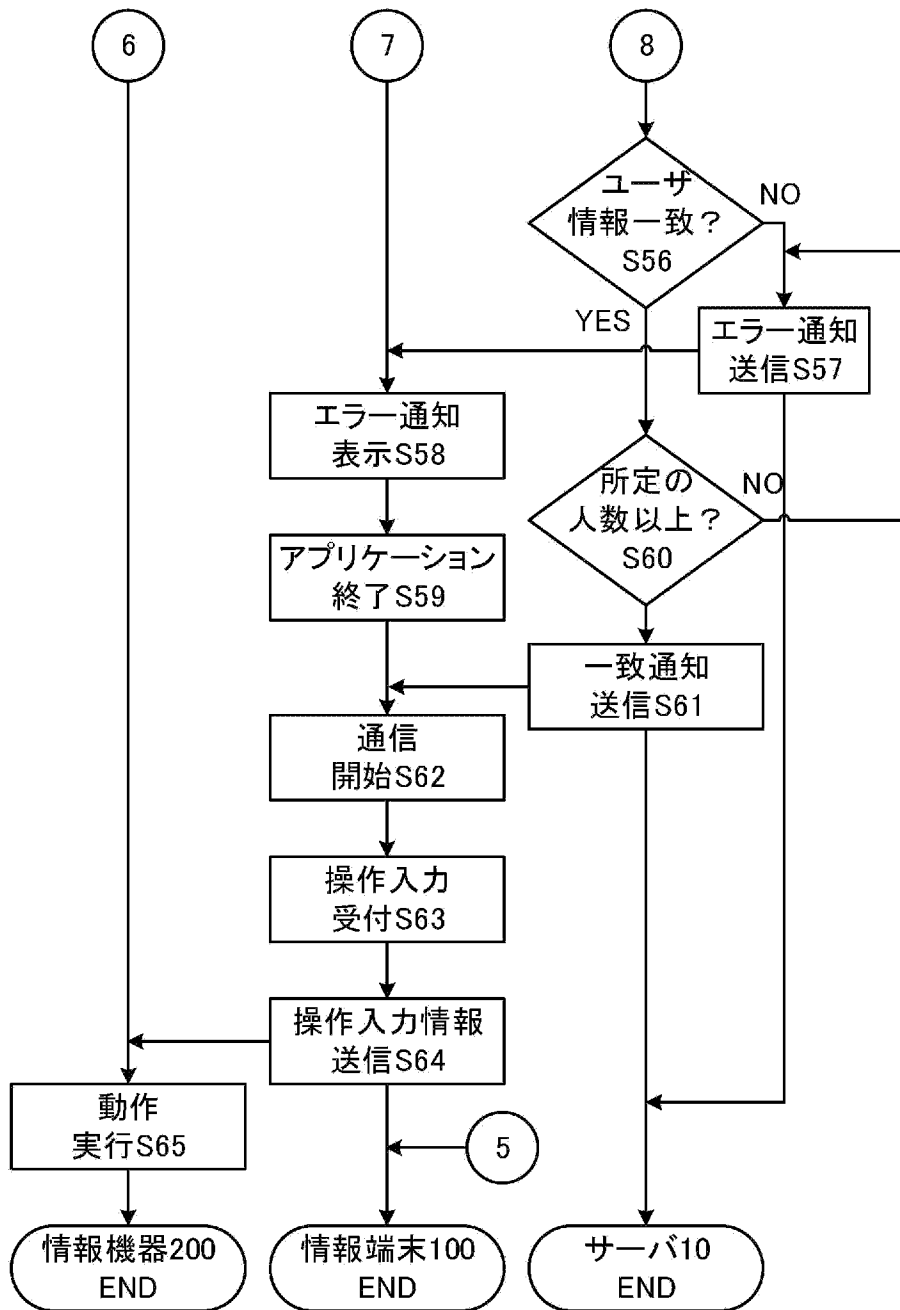 6
7
8
ユーザ
情報一致？
S56
NO
YES
エラー通知
送信S57
エラー通知
表示S58
所定の
人数以上？
S60
NO
アプリケーション
終了S59
一致通知
送信S61
通信
開始S62
操作入力
受付S63
操作入力情報
送信S64
動作
実行S65
5
情報機器200
END
情報端末100
END
サーバ10
END